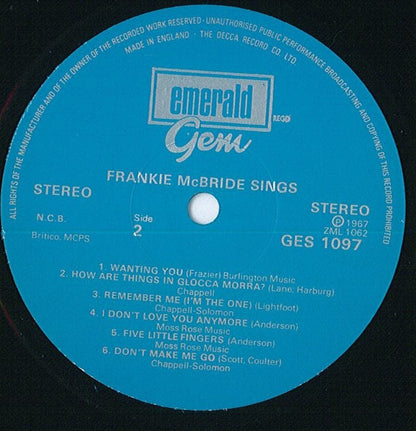 ALL RIGHTS OF THE MANUFACTURER AND OF THE OWNER OF THE RECORDED WORK RESERVED · UNAUTHORISED PUBLIC PERFORMANCE BROADCASTING AND COPYING OF THIS RECORD PROHIBITED
MADE IN ENGLAND · THE DECCA RECORD CO. LTD.
emerald
REGD
Gem
FRANKIE McBRIDE SINGS
STEREO
STEREO
℗ 1967
N.C.B.
Side
ZML 1062
2
GES 1097
Britico, MCPS
1. WANTING YOU (Frazier) Burlington Music
2. HOW ARE THINGS IN GLOCCA MORRA? (Lane; Harburg)
Chappell
3. REMEMBER ME (I'M THE ONE) (Lightfoot)
Chappell-Solomon
4. I DON'T LOVE YOU ANYMORE (Anderson)
Moss Rose Music
5. FIVE LITTLE FINGERS (Anderson)
Moss Rose Music
6. DON'T MAKE ME GO (Scott, Coulter)
Chappell-Solomon